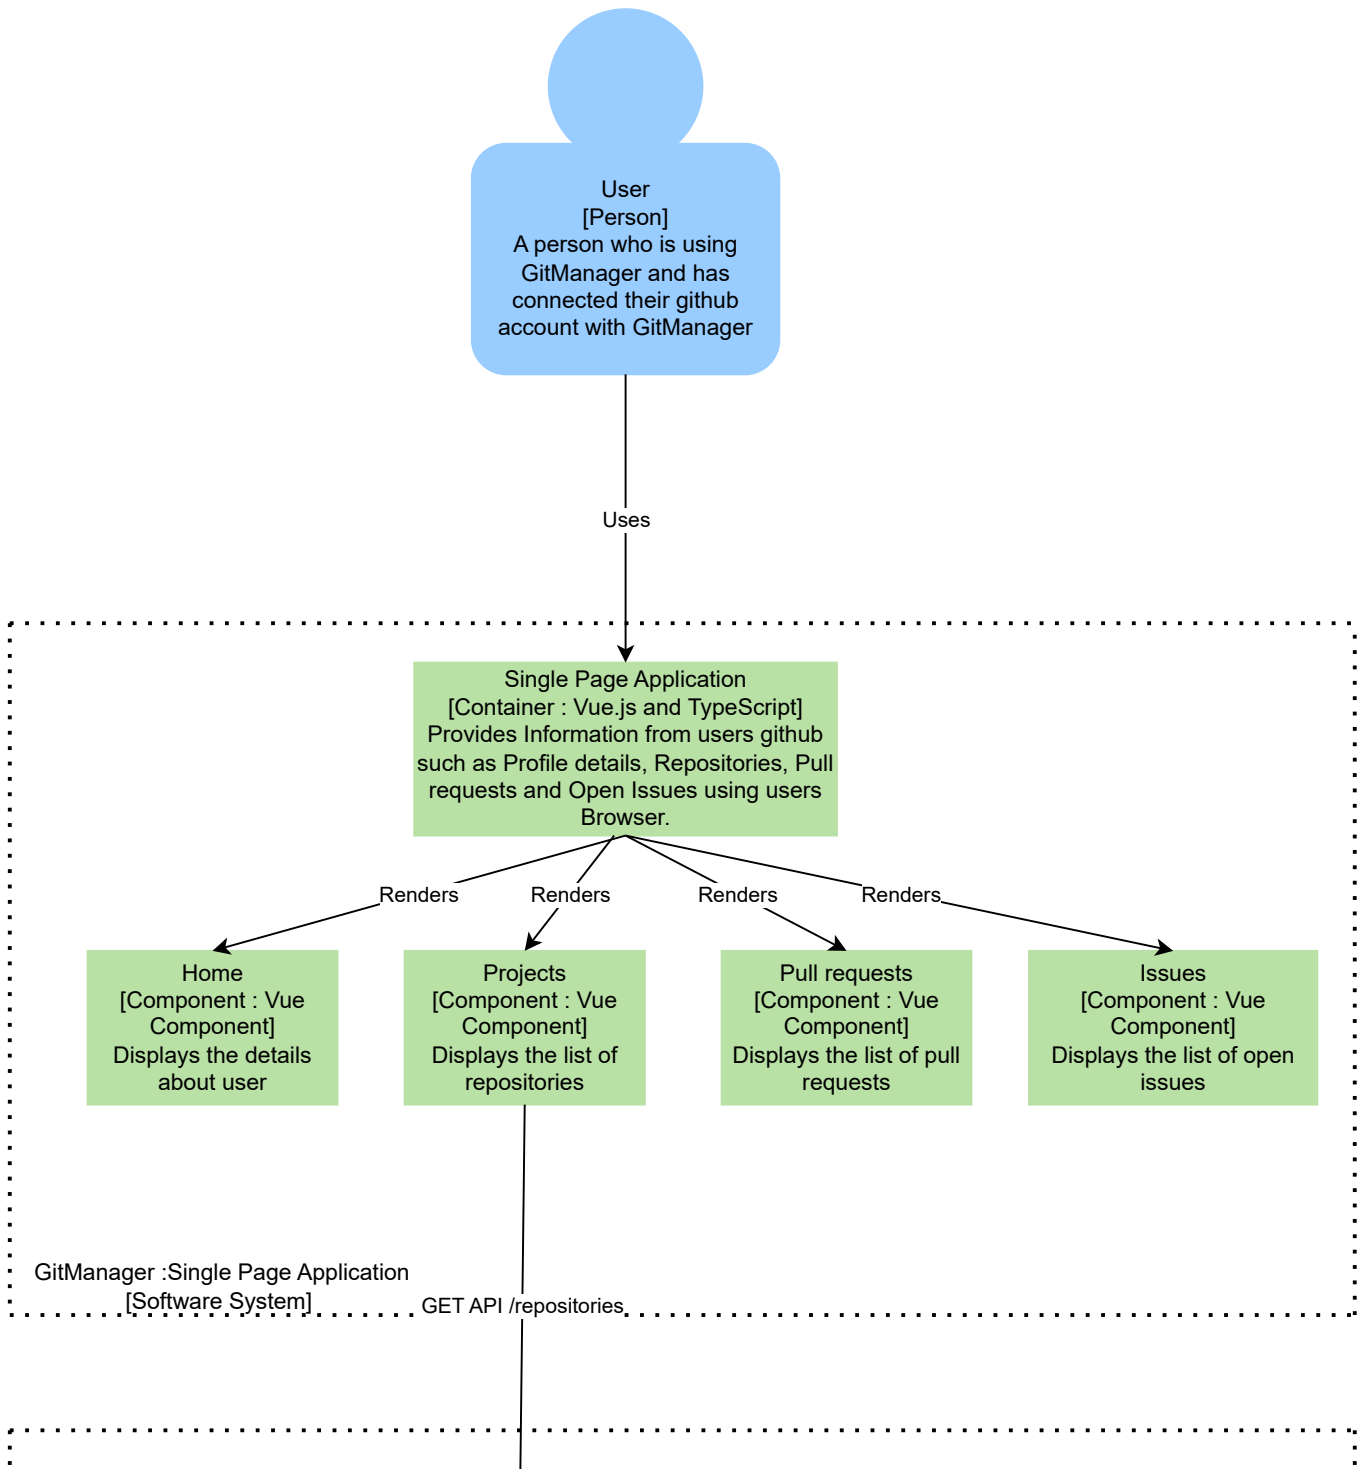 User
[Person]
A person who is using
GitManager and has
connected their github
account with GitManager
Uses
Single Page Application
[Container : Vue.js and TypeScript]
Provides Information from users github
such as Profile details, Repositories, Pull
requests and Open Issues using users
Browser.
Renders
Renders
Renders
Renders
Home
[Component : Vue
Component]
Displays the details
about user
Projects
[Component : Vue
Component]
Displays the list of
repositories
Pull requests
[Component : Vue
Component]
Displays the list of pull
requests
Issues
[Component : Vue
Component]
Displays the list of open
issues
GitManager :Single Page Application
[Software System]
GET API /repositories